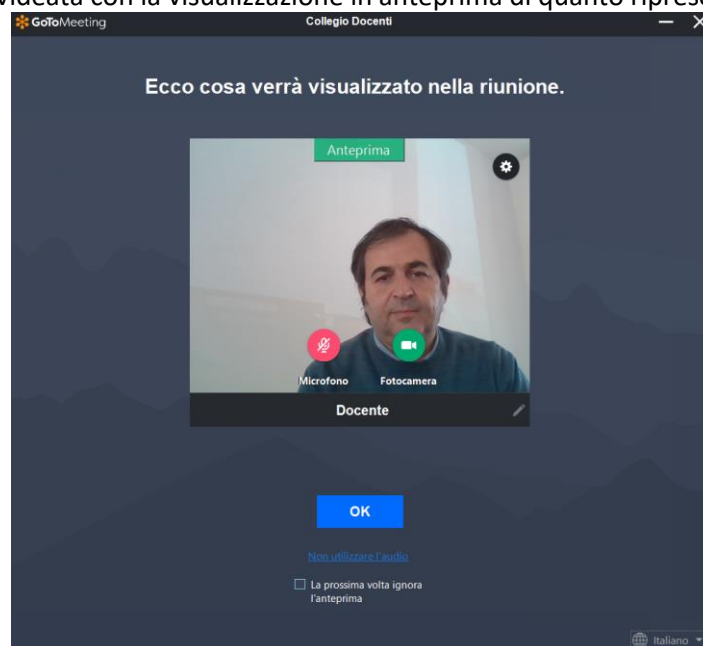 videata con la visualizzazione in anteprima di quanto ripres
GoToMeeting
Collegio Docenti
Ecco cosa verrà visualizzato nella riunione.
Anteprima
Microfono
Fotocamera
Docente
OK
Non utilizzare l'audio
La prossima volta ignora
l'anteprima
Italiano